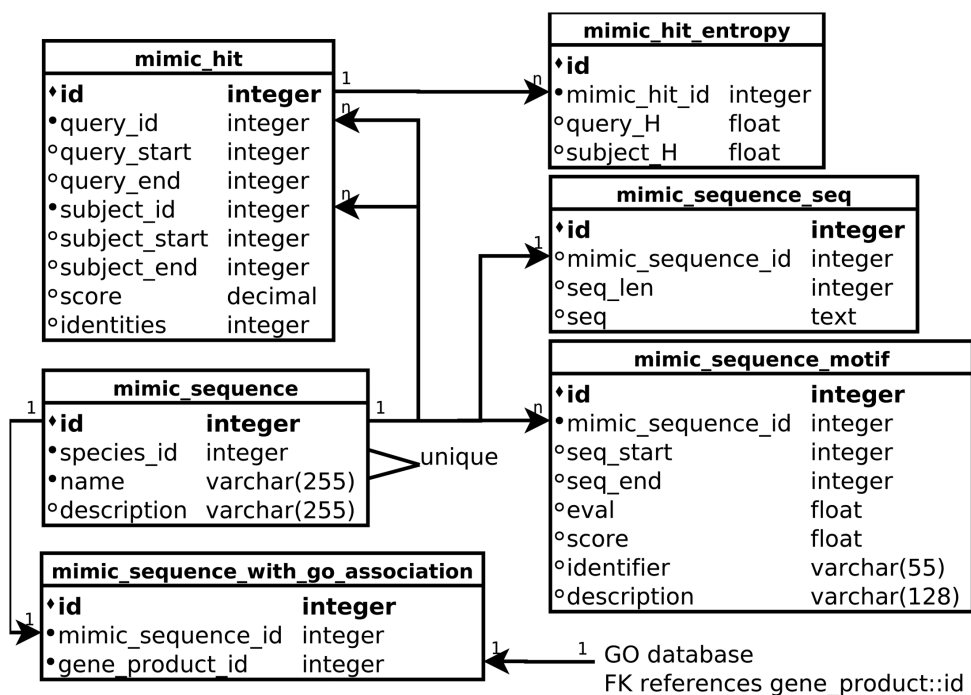 mimic_hit
id integer
query_id integer
query_start integer
query_end integer
subject_id integer
subject_start integer
subject_end integer
score decimal
identities integer
1
n
n
n
mimic_hit_entropy
id
mimic_hit_id integer
query_H float
subject_H float
mimic_sequence_seq
id integer
mimic_sequence_id integer
seq_len integer
seq text
1
mimic_sequence
1
1
id integer
species_id integer
name varchar(255)
description varchar(255)
unique
n
mimic_sequence_motif
id integer
mimic_sequence_id integer
seq_start integer
seq_end integer
eval float
score float
identifier varchar(55)
description varchar(128)
mimic_sequence_with_go_association
id integer
1
mimic_sequence_id integer
gene_product_id integer
1
1
GO database
FK references gene_product::id